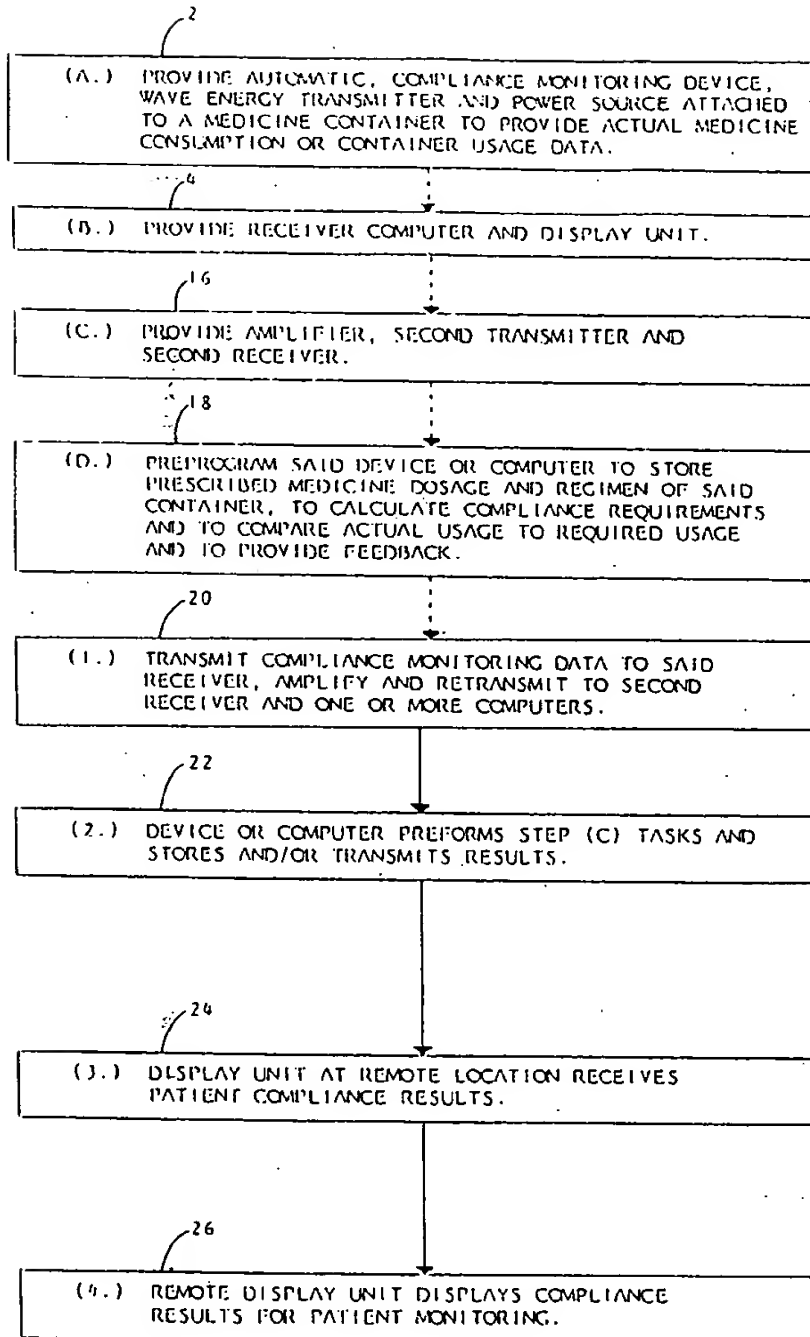 2
(A.) PROVIDE AUTOMATIC, COMPLIANCE MONITORING DEVICE,
WAVE ENERGY TRANSMITTER AND POWER SOURCE ATTACHED
TO A MEDICINE CONTAINER TO PROVIDE ACTUAL MEDICINE
CONSUMPTION OR CONTAINER USAGE DATA.
4
(B.) PROVIDE RECEIVER COMPUTER AND DISPLAY UNIT.
16
(C.) PROVIDE AMPLIFIER, SECOND TRANSMITTER AND
SECOND RECEIVER.
18
(D.) PREPROGRAM SAID DEVICE OR COMPUTER TO STORE
PRESCRIBED MEDICINE DOSAGE AND REGIMEN OF SAID
CONTAINER, TO CALCULATE COMPLIANCE REQUIREMENTS
AND TO COMPARE ACTUAL USAGE TO REQUIRED USAGE
AND TO PROVIDE FEEDBACK.
20
(1.) TRANSMIT COMPLIANCE MONITORING DATA TO SAID
RECEIVER, AMPLIFY AND RETRANSMIT TO SECOND
RECEIVER AND ONE OR MORE COMPUTERS.
22
(2.) DEVICE OR COMPUTER PREFORMS STEP (C) TASKS AND
STORES AND/OR TRANSMITS RESULTS.
24
(3.) DISPLAY UNIT AT REMOTE LOCATION RECEIVES
PATIENT COMPLIANCE RESULTS.
26
(4.) REMOTE DISPLAY UNIT DISPLAYS COMPLIANCE
RESULTS FOR PATIENT MONITORING.